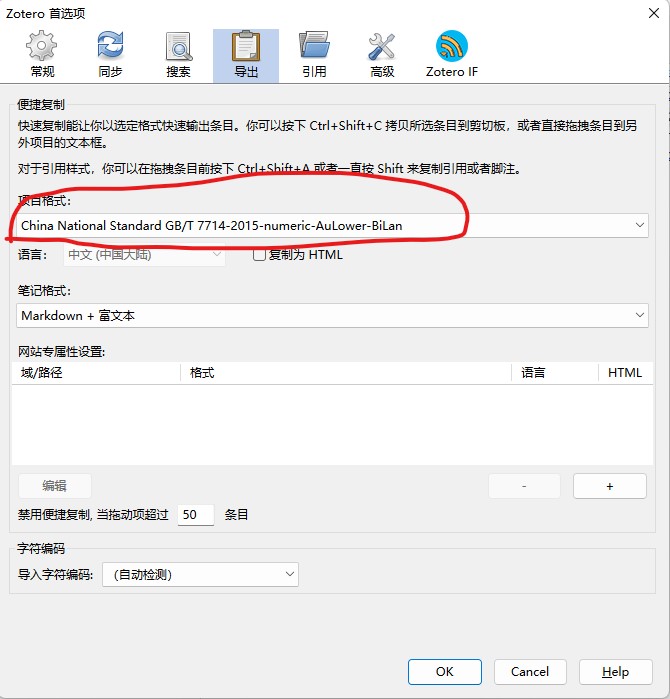 Zotero 首选项
常规 同步 搜索 导出 引用 高级 Zotero IF
便捷复制
快速复制能让你以选定格式快速输出条目。你可以按下 Ctrl+Shift+C 拷贝所选条目到剪切板，或者直接拖拽条目到另
外项目的文本框。
对于引用样式，你可以在拖拽条目前按下 Ctrl+Shift+A 或者一直按 Shift 来复制引用或者脚注。
项目格式:
China National Standard GB/T 7714-2015-numeric-AuLower-BiLan
语言: 中文 (中国大陆) 复制为 HTML
笔记格式:
Markdown + 富文本
网站专属性设置:
域/路径 格式 语言 HTML
编辑 - +
禁用便捷复制, 当拖动项超过 50 条目
字符编码
导入字符编码: (自动检测)
OK Cancel Help